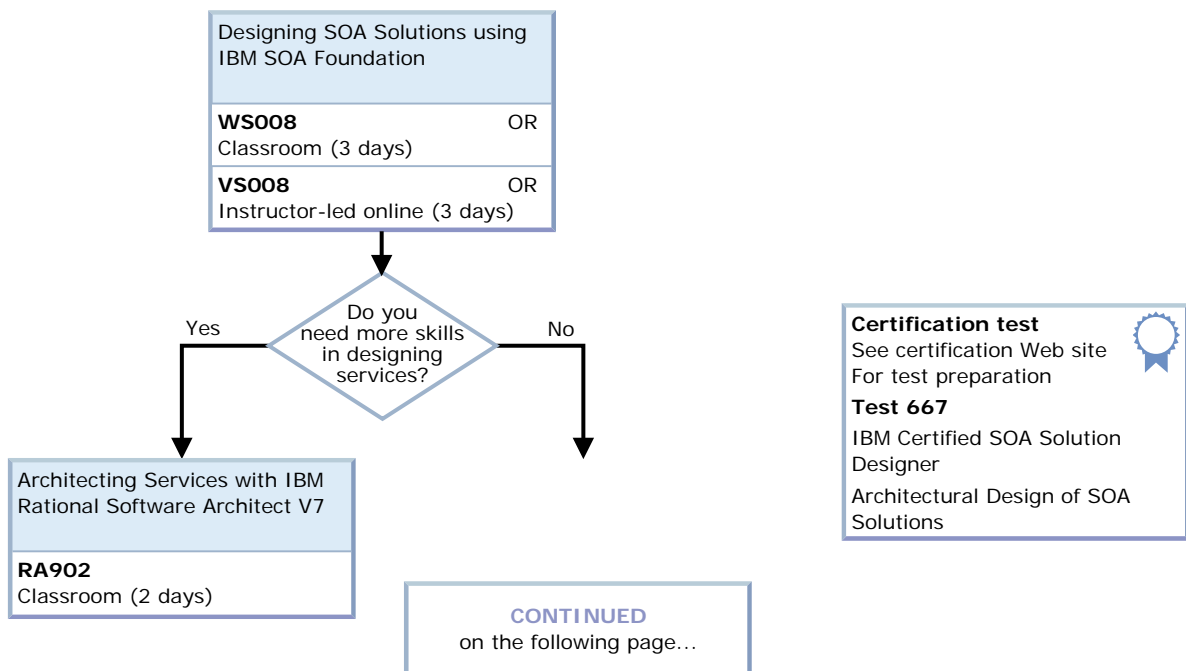 Designing SOA Solutions using
IBM SOA Foundation
WS008 OR
Classroom (3 days)
VS008 OR
Instructor-led online (3 days)
Do you
need more skills
in designing
services?
Yes
No
Architecting Services with IBM
Rational Software Architect V7
RA902
Classroom (2 days)
CONTINUED
on the following page...
Certification test
See certification Web site
For test preparation
Test 667
IBM Certified SOA Solution
Designer
Architectural Design of SOA
Solutions